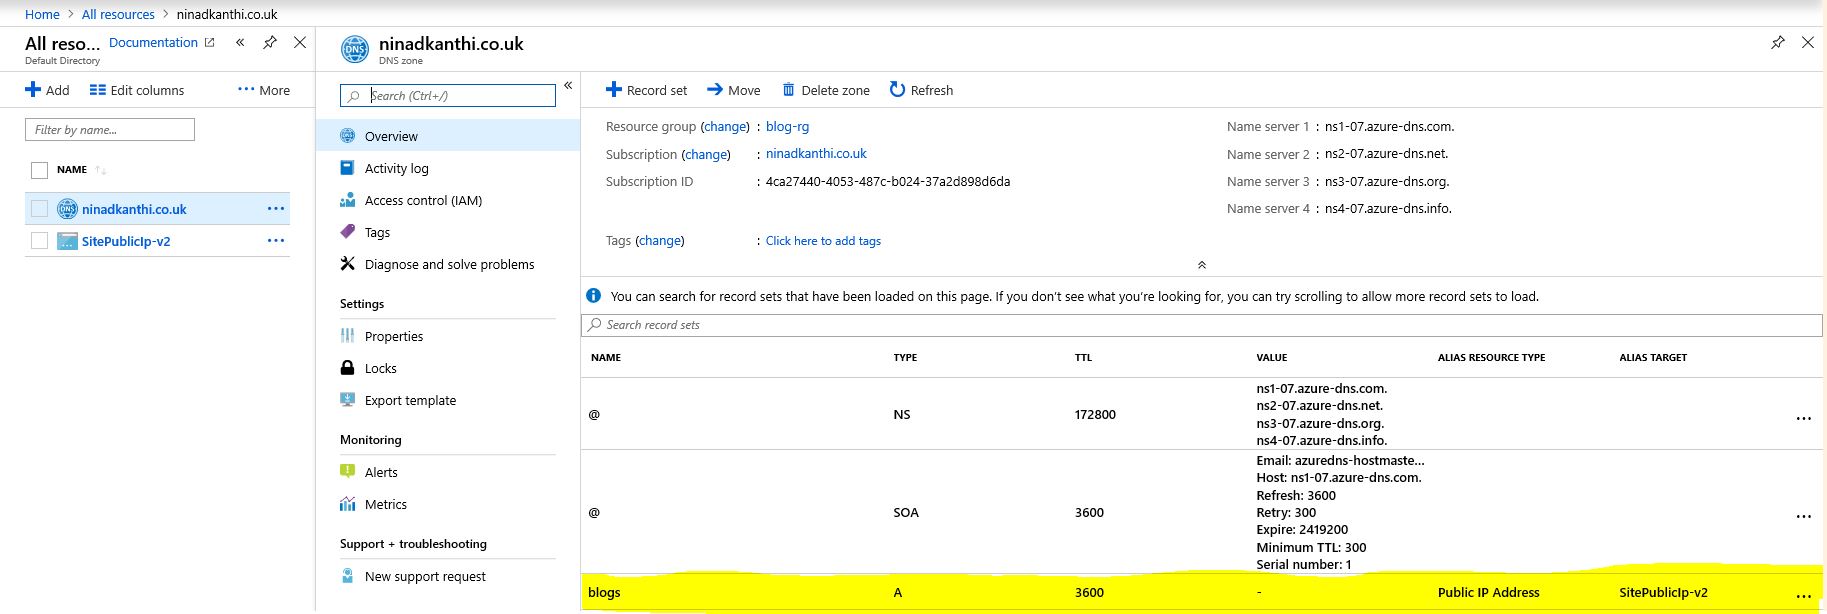 Home > All resources > ninadkanthi.co.uk
All reso... Documentation
Default Directory
Add Edit columns ··· More
Filter by name...
NAME
ninadkanthi.co.uk ···
SitePublicIp-v2 ···
DNS ninadkanthi.co.uk
DNS zone
Search (Ctrl+/)
Overview
Activity log
Access control (IAM)
Tags
Diagnose and solve problems
Settings
Properties
Locks
Export template
Monitoring
Alerts
Metrics
Support + troubleshooting
New support request
Record set Move Delete zone Refresh
Resource group (change) : blog-rg
Subscription (change) : ninadkanthi.co.uk
Subscription ID : 4ca27440-4053-487c-b024-37a2d898d6da
Name server 1 : ns1-07.azure-dns.com.
Name server 2 : ns2-07.azure-dns.net.
Name server 3 : ns3-07.azure-dns.org.
Name server 4 : ns4-07.azure-dns.info.
Tags (change) : Click here to add tags
You can search for record sets that have been loaded on this page. If you don't see what you're looking for, you can try scrolling to allow more record sets to load.
Search record sets
NAME TYPE TTL VALUE ALIAS RESOURCE TYPE ALIAS TARGET
@ NS 172800
ns1-07.azure-dns.com.
ns2-07.azure-dns.net.
ns3-07.azure-dns.org.
ns4-07.azure-dns.info.
@ SOA 3600
Email: azuredns-hostmaste...
Host: ns1-07.azure-dns.com.
Refresh: 3600
Retry: 300
Expire: 2419200
Minimum TTL: 300
Serial number: 1
blogs A 3600 - Public IP Address SitePublicIp-v2 ...